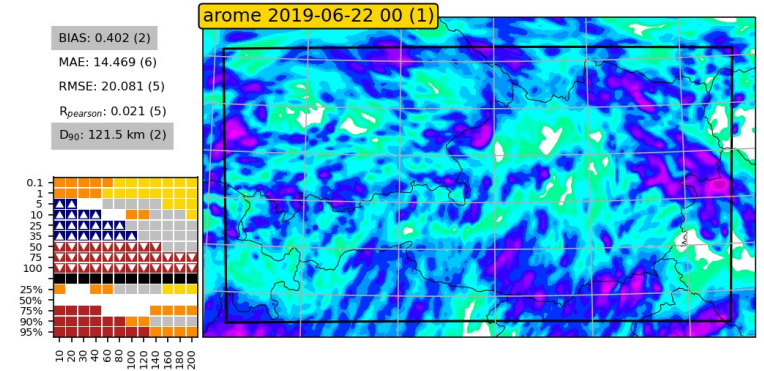 arome 2019-06-22 00 (1)
BIAS: 0.402 (2)
MAE: 14.469 (6)
RMSE: 20.081 (5)
Rpearson: 0.021 (5)
D90: 121.5 km (2)
0.1
1
5
10
25
35
50
75
100
25%
50%
75%
90%
95%
10 20 30 40 60 80 100 120 140 160 180 200